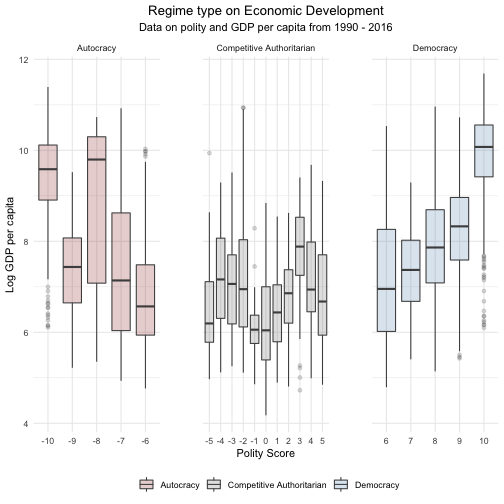 Regime type on Economic Development
Data on polity and GDP per capita from 1990 - 2016
Autocracy Competitive Authoritarian Democracy
Log GDP per capita
12
10
8
6
4
-10 -9 -8 -7 -6 -5 -4 -3 -2 -1 0 1 2 3 4 5 6 7 8 9 10
Polity Score
Autocracy Competitive Authoritarian Democracy